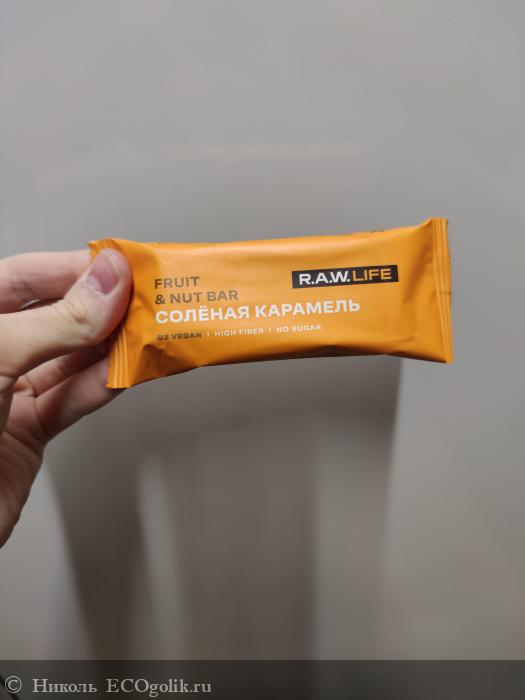 FRUIT
& NUT BAR
R.A.W. LIFE
СОЛЁНАЯ КАРАМЕЛЬ
D3 VEGAN | HIGH FIBER | NO SUGAR
© Николь ECOgolik.ru